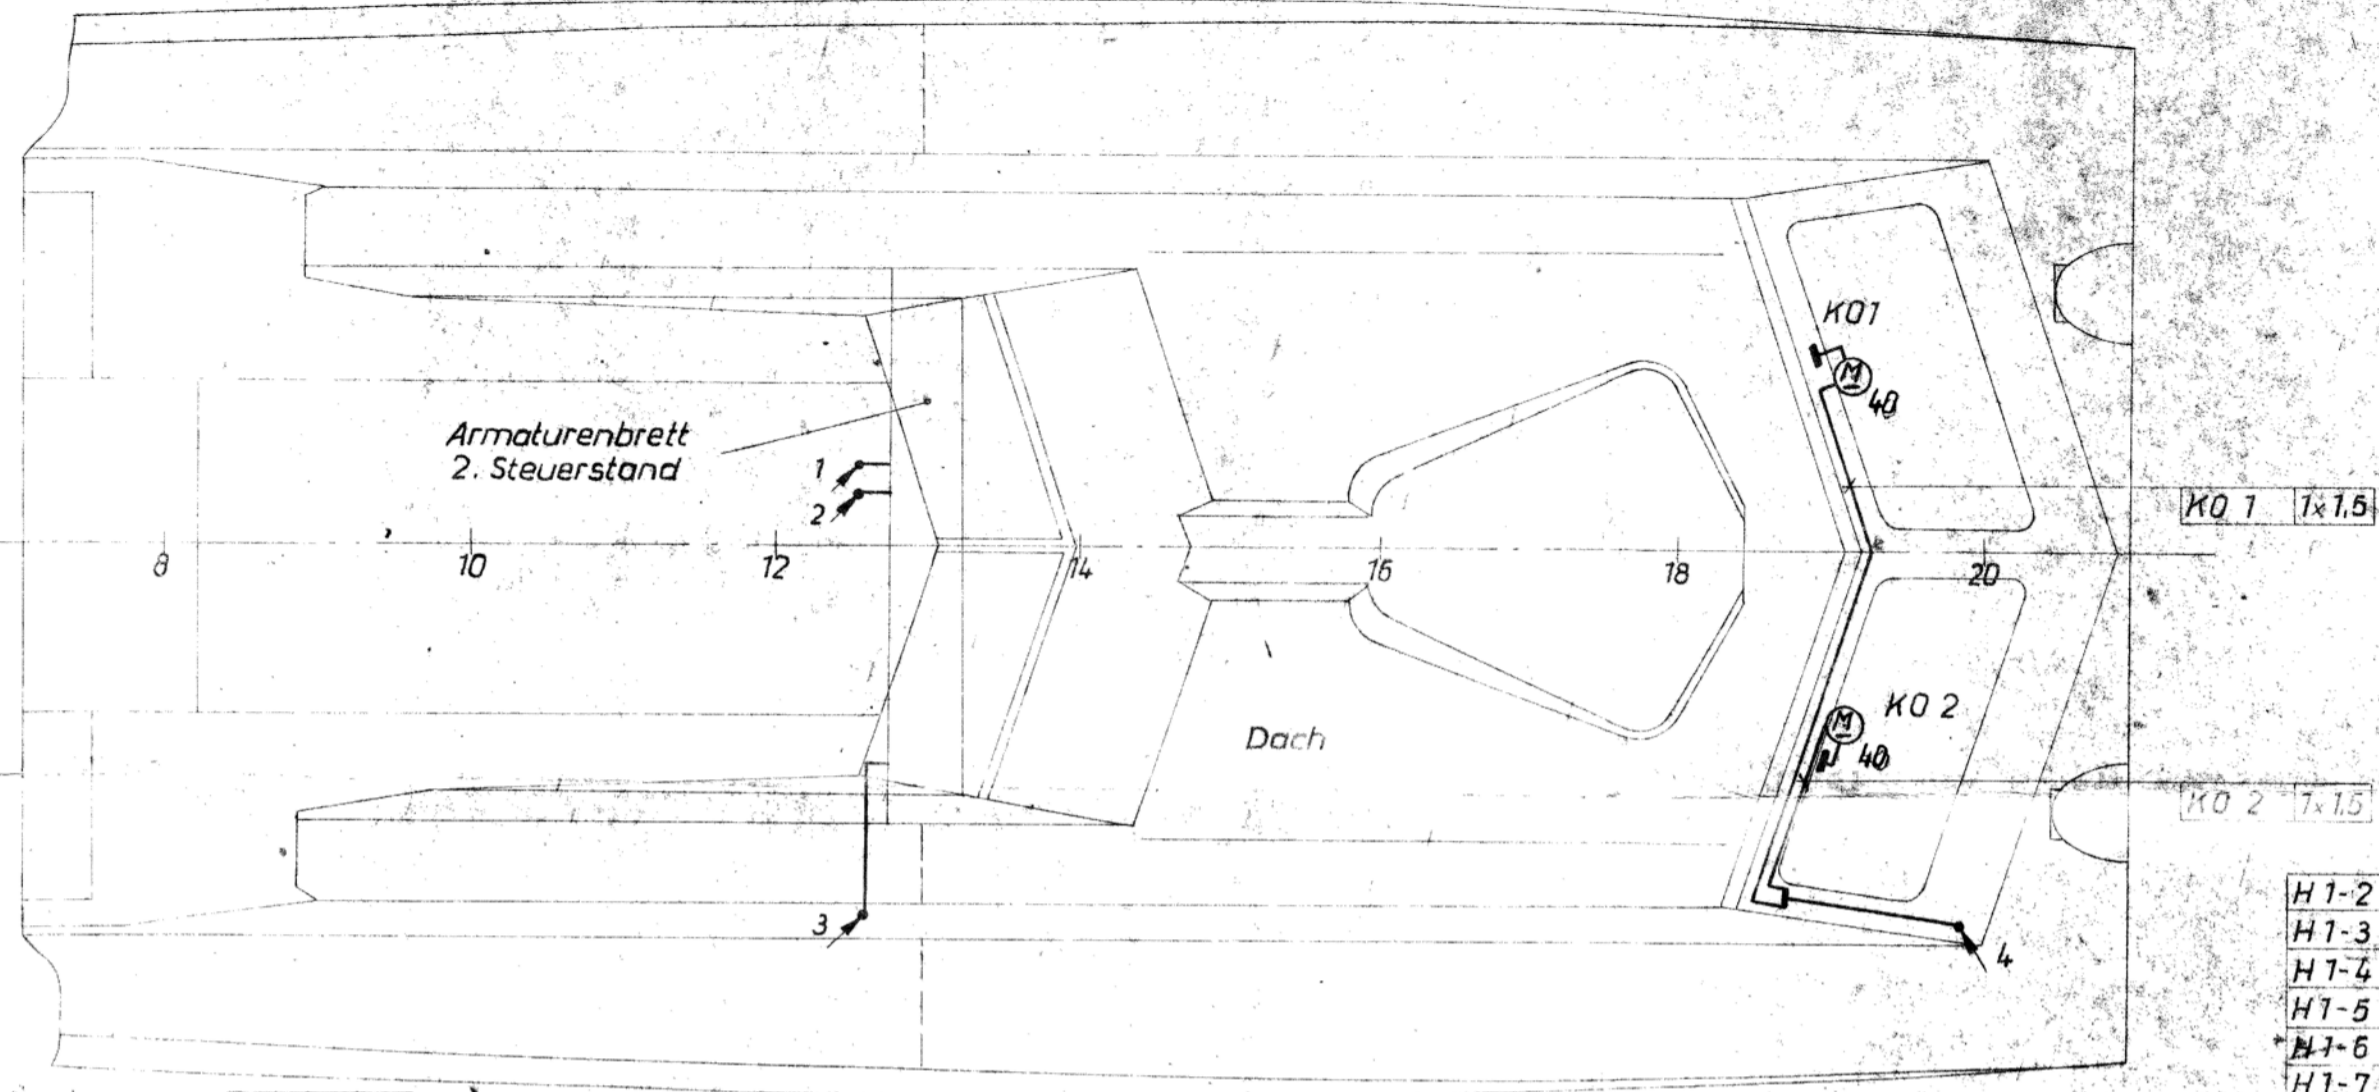 KO1
M
40
Armaturenbrett
2. Steuerstand
1
2
KO 1 1x1,5
8 10 12 14 16 18 20
KO 2
M
40
Dach
KO 2 1x1,5
3
4
H 1-2
H 1-3
H 1-4
H 1-5
H 1-6
H 1-7